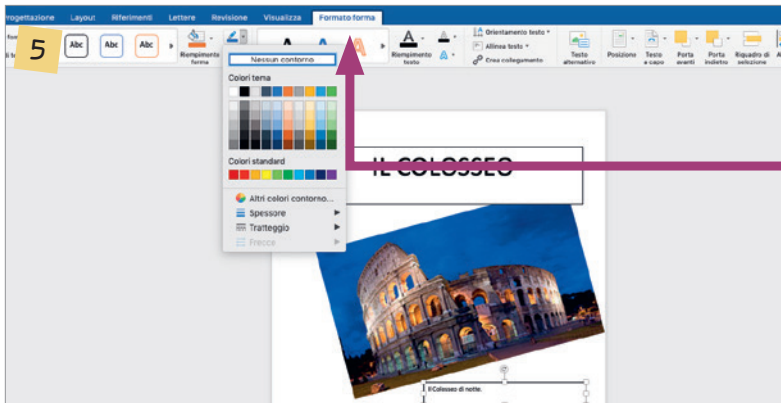 Progettazione Layout Riferimenti Lettere Revisione Visualizza Formato forma
5
Abc Abc Abc
Riempimento forma
A A A
Riempimento testo
Orientamento testo
Allinea testo
Crea collegamento
Testo alternativo
Posizione
Testo a capo
Porta avanti
Porta indietro
Riquadro di selezione
Nessun contorno
Colori tema
Colori standard
Altri colori contorno...
Spessore
Tratteggio
Frecce
IL COLOSSEO
Il Colosseo di notte.